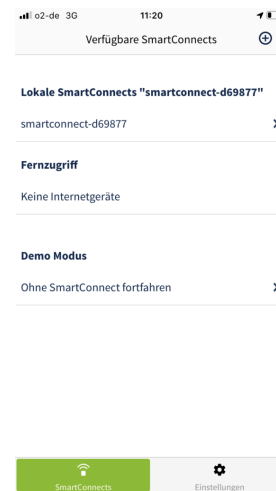 o2-de 3G 11:20
Verfügbare SmartConnects
Lokale SmartConnects "smartconnect-d69877"
smartconnect-d69877
Fernzugriff
Keine Internetgeräte
Demo Modus
Ohne SmartConnect fortfahren
SmartConnects Einstellungen